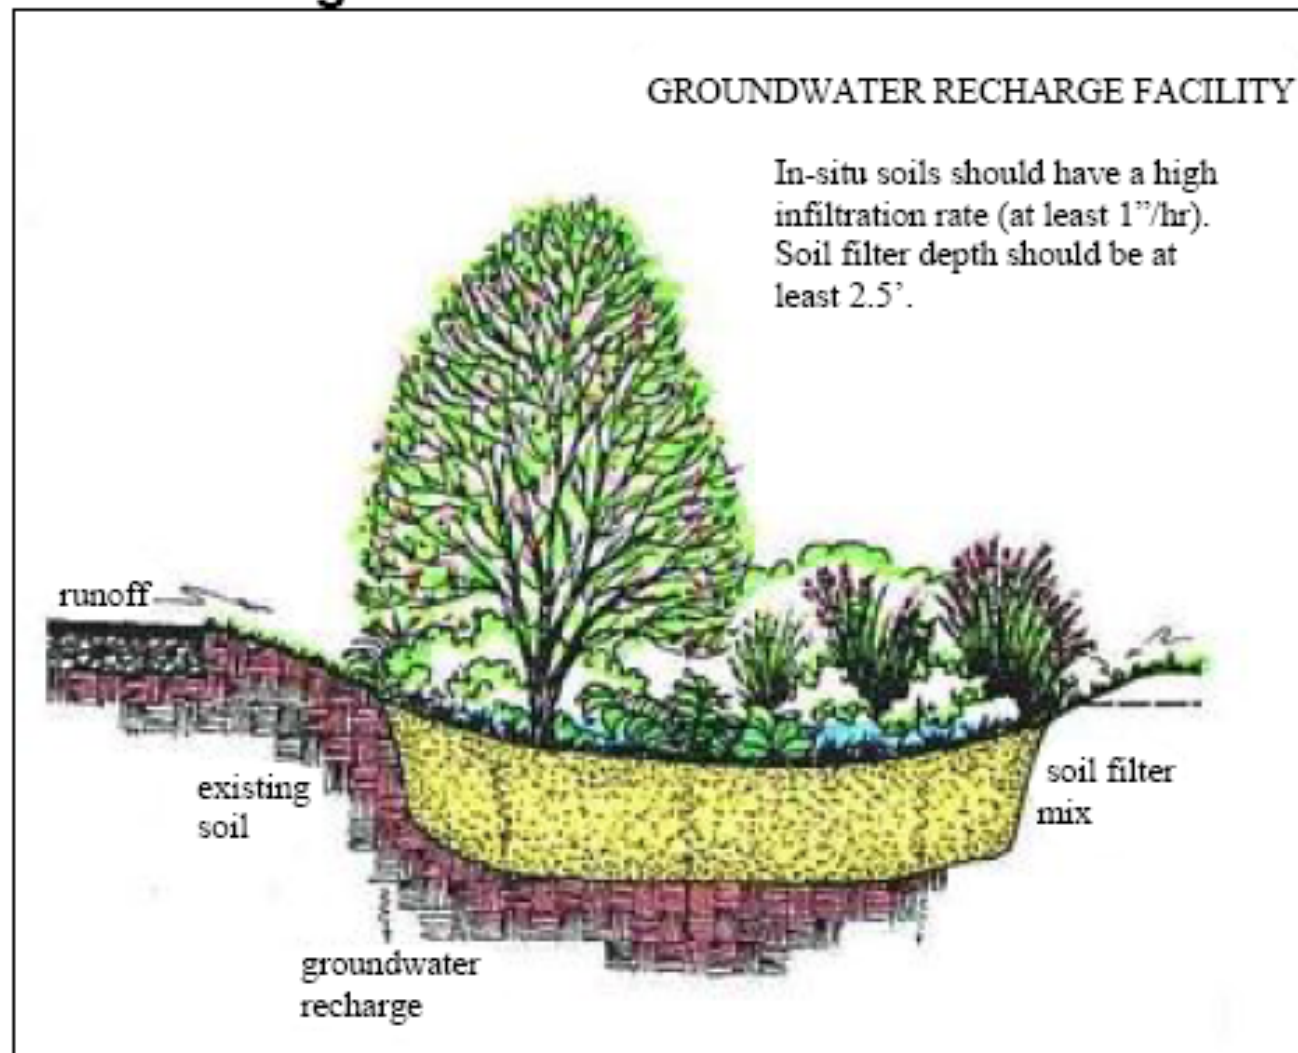 GROUNDWATER RECHARGE FACILITY
In-situ soils should have a high
infiltration rate (at least 1”/hr).
Soil filter depth should be at
least 2.5’.
runoff
existing
soil
soil filter
mix
groundwater
recharge